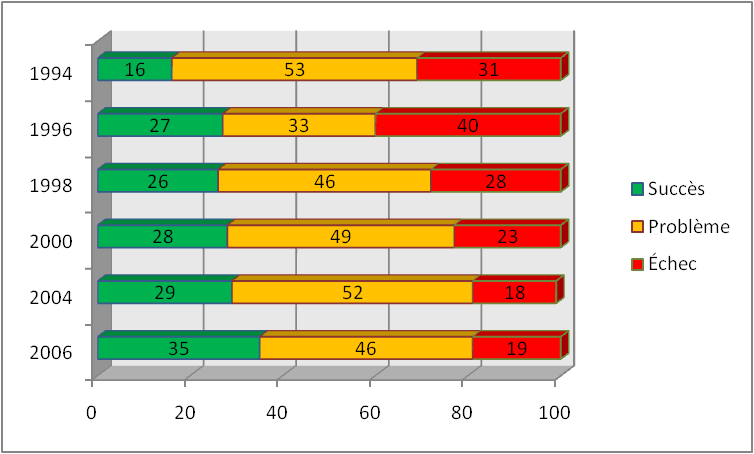 1994 16 53 31
1996 27 33 40
1998 26 46 28
2000 28 49 23
2004 29 52 18
2006 35 46 19
0 20 40 60 80 100
Succès
Problème
Échec